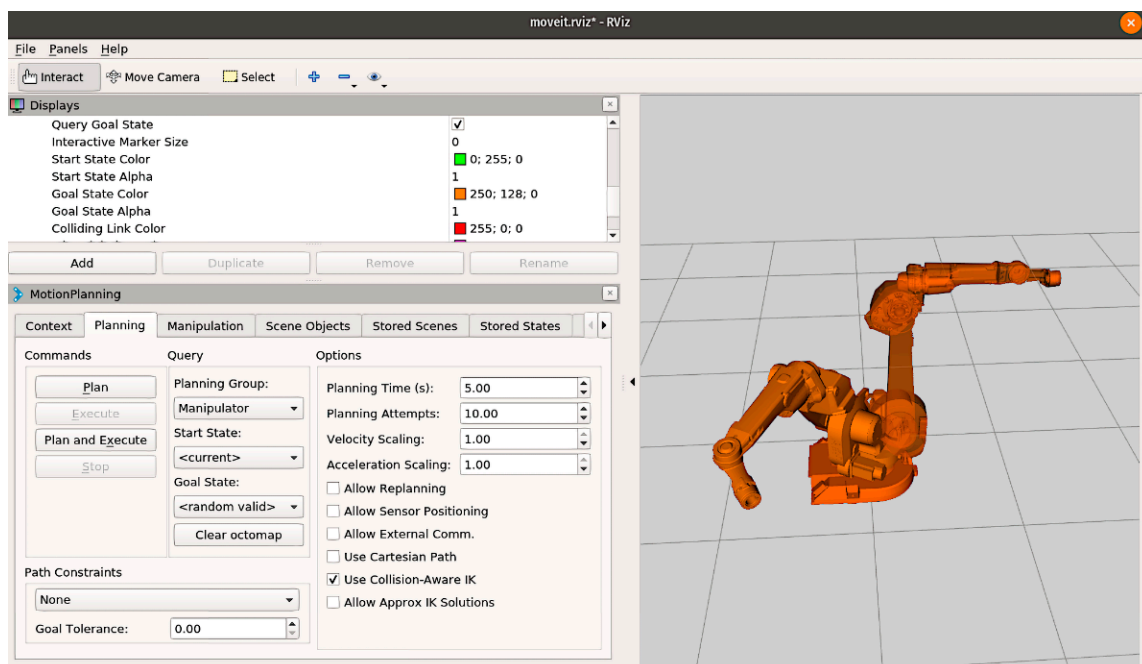 moveit.rviz* - RViz
File Panels Help
Interact Move Camera Select
Displays
Query Goal State
Interactive Marker Size 0
Start State Color 0; 255; 0
Start State Alpha 1
Goal State Color 250; 128; 0
Goal State Alpha 1
Colliding Link Color 255; 0; 0
Add Duplicate Remove Rename
MotionPlanning
Context Planning Manipulation Scene Objects Stored Scenes Stored States
Commands Query Options
Plan
Execute
Plan and Execute
Stop
Planning Group:
Manipulator
Start State:
<current>
Goal State:
<random valid>
Clear octomap
Planning Time (s): 5.00
Planning Attempts: 10.00
Velocity Scaling: 1.00
Acceleration Scaling: 1.00
Allow Replanning
Allow Sensor Positioning
Allow External Comm.
Use Cartesian Path
Use Collision-Aware IK
Allow Approx IK Solutions
Path Constraints
None
Goal Tolerance: 0.00